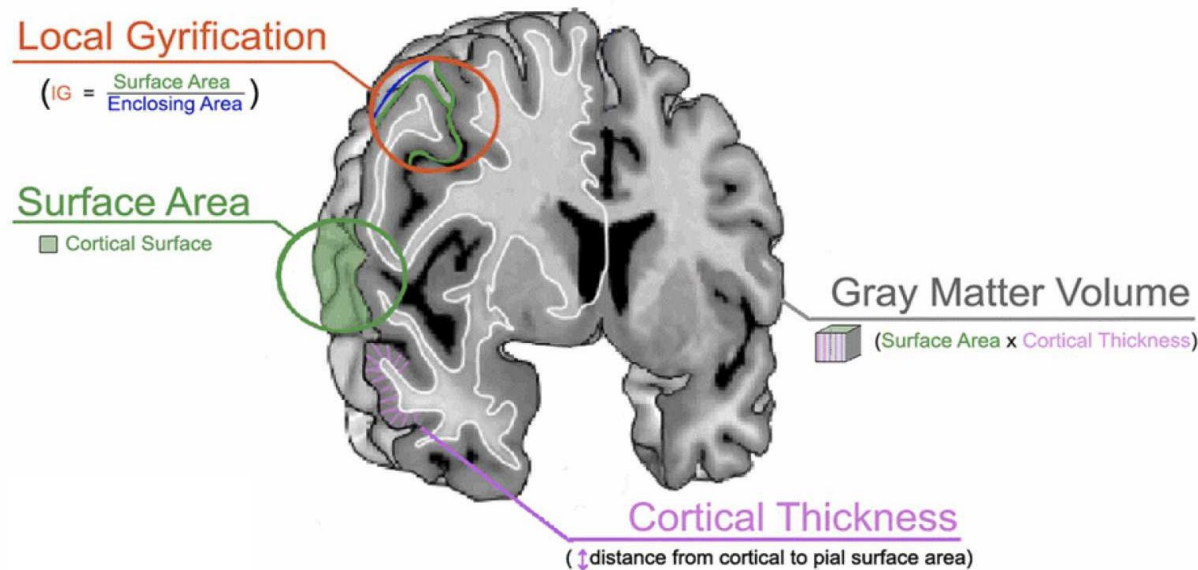 Local Gyrification
(IG = Surface Area
Enclosing Area)
Surface Area
Cortical Surface
Gray Matter Volume
(Surface Area x Cortical Thickness)
Cortical Thickness
(↕distance from cortical to pial surface area)